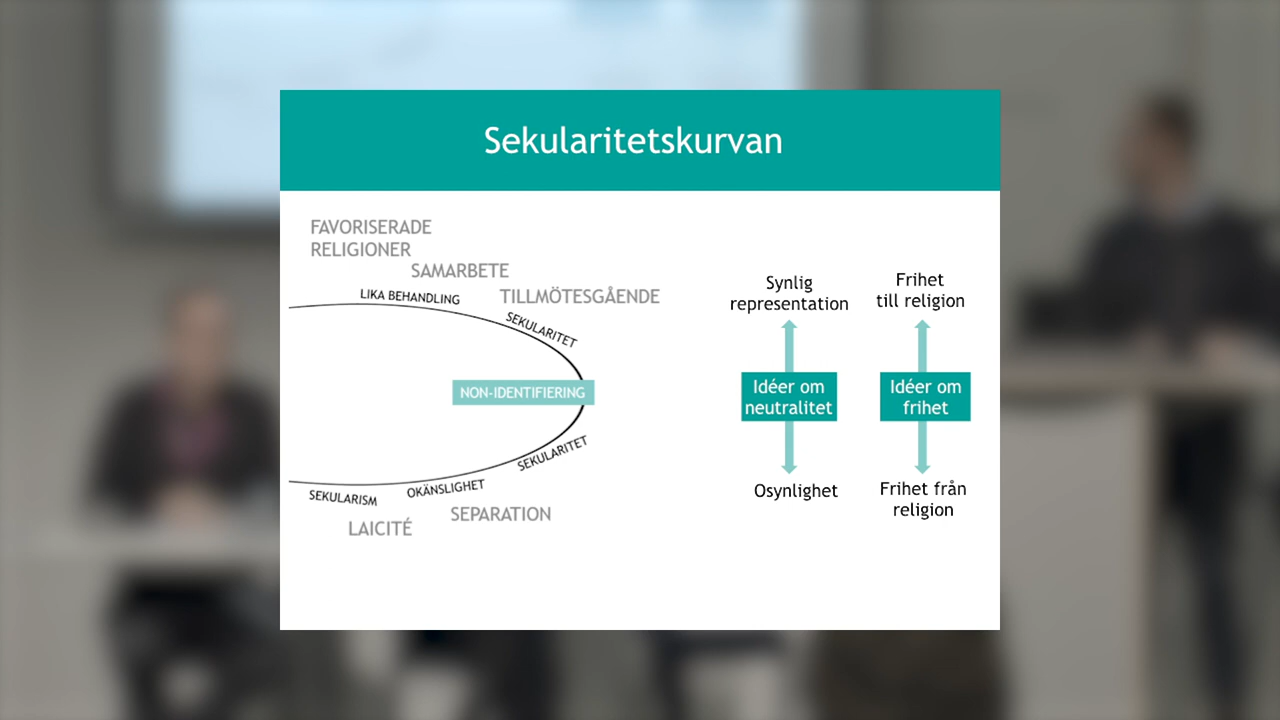 Sekularitetskurvan
FAVORISERADE
RELIGIONER
SAMARBETE
LIKA BEHANDLING
TILLMÖTESGÅENDE
SEKULARITET
NON-IDENTIFIERING
SEKULARITET
OKÄNSLIGHET
SEKULARISM
SEPARATION
LAICITÉ
Synlig
representation
Idéer om
neutralitet
Osynlighet
Frihet
till religion
Idéer om
frihet
Frihet från
religion